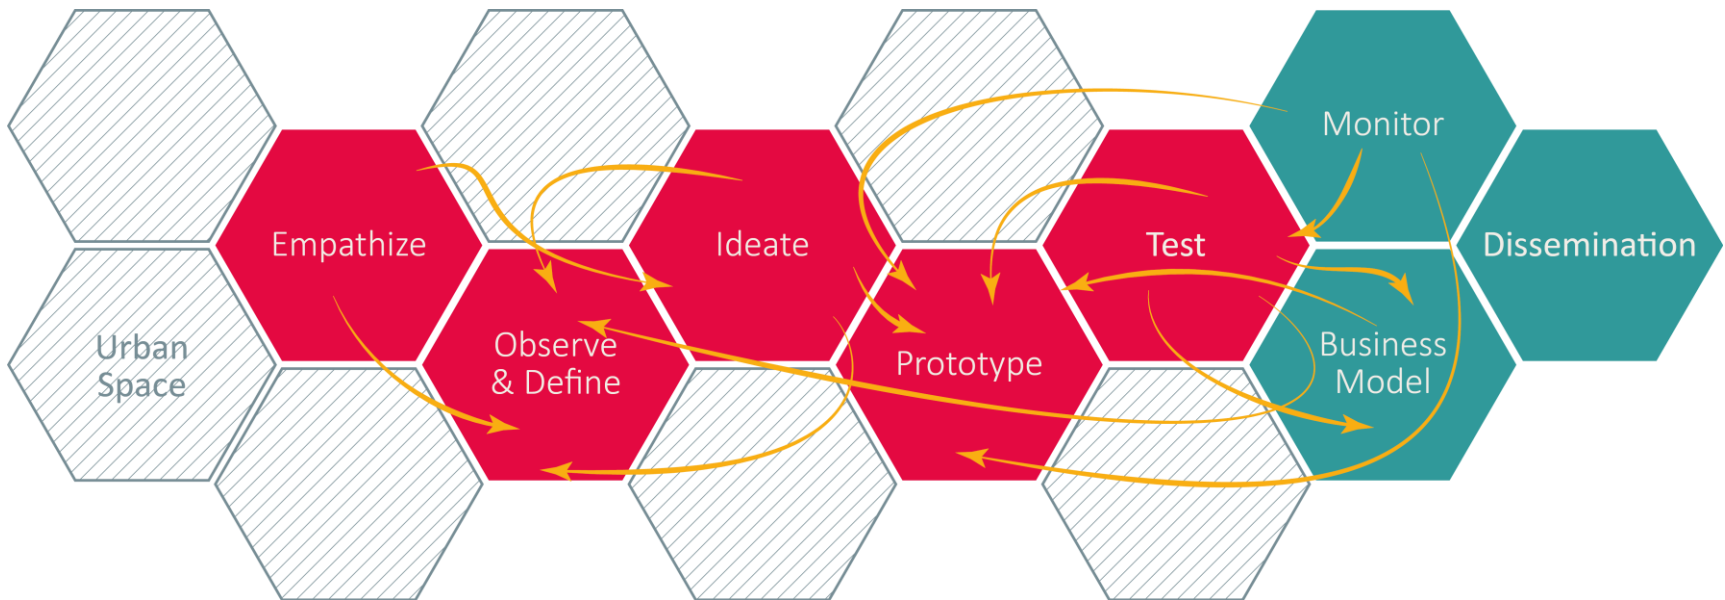 Urban
Space
Empathize
Observe
& Define
Ideate
Prototype
Test
Monitor
Business
Model
Dissemination